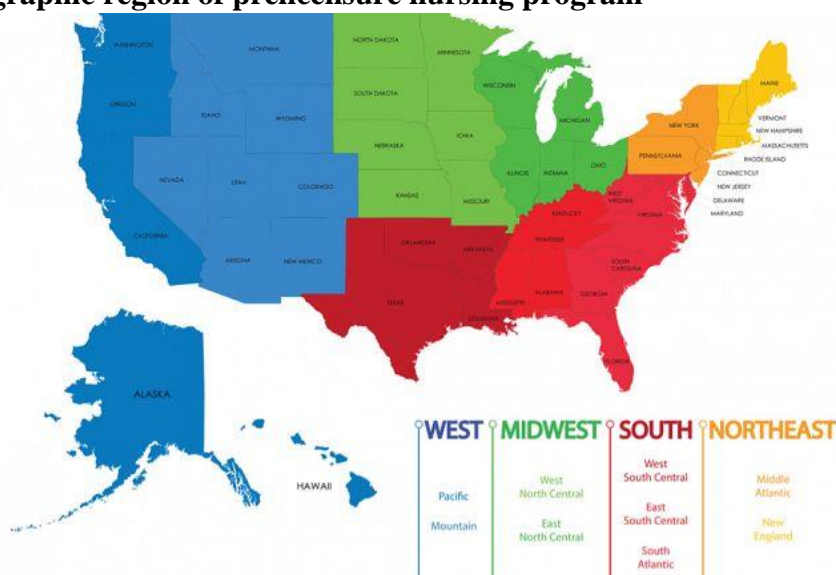 graphic region of prelicensure nursing program
WASHINGTON
MONTANA
NORTH DAKOTA
MINNESOTA
MAINE
OREGON
IDAHO
WYOMING
SOUTH DAKOTA
WISCONSIN
MICHIGAN
NEW YORK
VERMONT
NEW HAMPSHIRE
MASSACHUSETTS
RHODE ISLAND
CONNECTICUT
NEW JERSEY
DELAWARE
MARYLAND
NEVADA
UTAH
COLORADO
NEBRASKA
IOWA
KANSAS
MISSOURI
ILLINOIS
INDIANA
OHIO
PENNSYLVANIA
WEST
VIRGINIA
VIRGINIA
KENTUCKY
CALIFORNIA
ARIZONA
NEW MEXICO
OKLAHOMA
ARKANSAS
TENNESSEE
SOUTH
CAROLINA
TEXAS
LOUISIANA
MISSISSIPPI
ALABAMA
GEORGIA
FLORIDA
ALASKA
HAWAII
WEST
Pacific
Mountain
MIDWEST
West
North Central
East
North Central
SOUTH
West
South Central
East
South Central
South
Atlantic
NORTHEAST
Middle
Atlantic
New
England